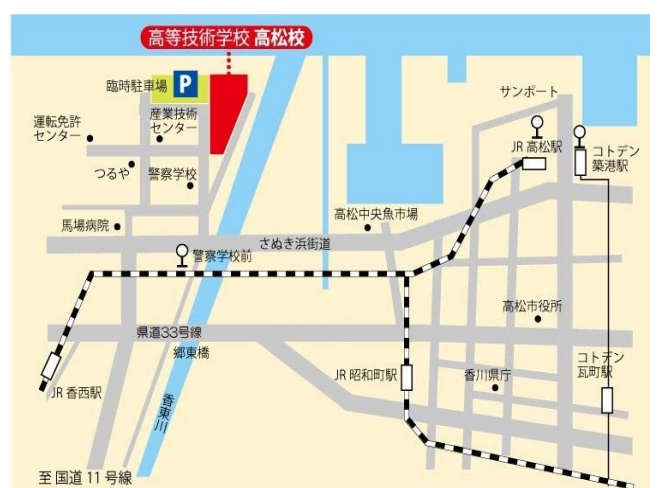 高等技術学校 高松校
臨時駐車場
P
運転免許
センター
産業技術
センター
つるや
警察学校
馬場病院
サンポート
JR 高松駅
コトデン
築港駅
高松中央魚市場
さぬき浜街道
警察学校前
高松市役所
県道33号線
郷東橋
JR 香西駅
香東川
JR 昭和町駅
香川県庁
コトデン
瓦町駅
至 国道 11 号線